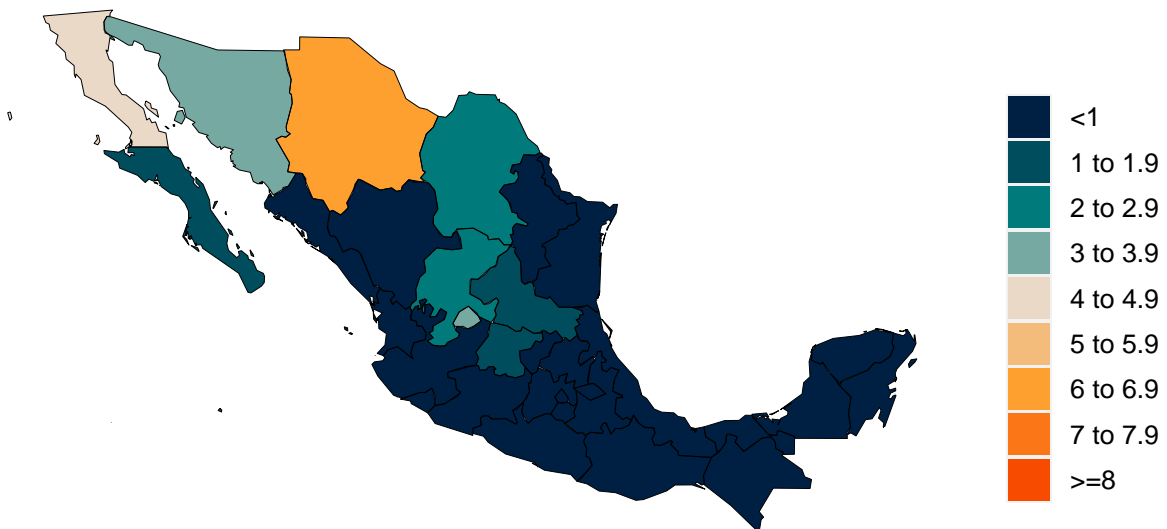 <1
1 to 1.9
2 to 2.9
3 to 3.9
4 to 4.9
5 to 5.9
6 to 6.9
7 to 7.9
>=8